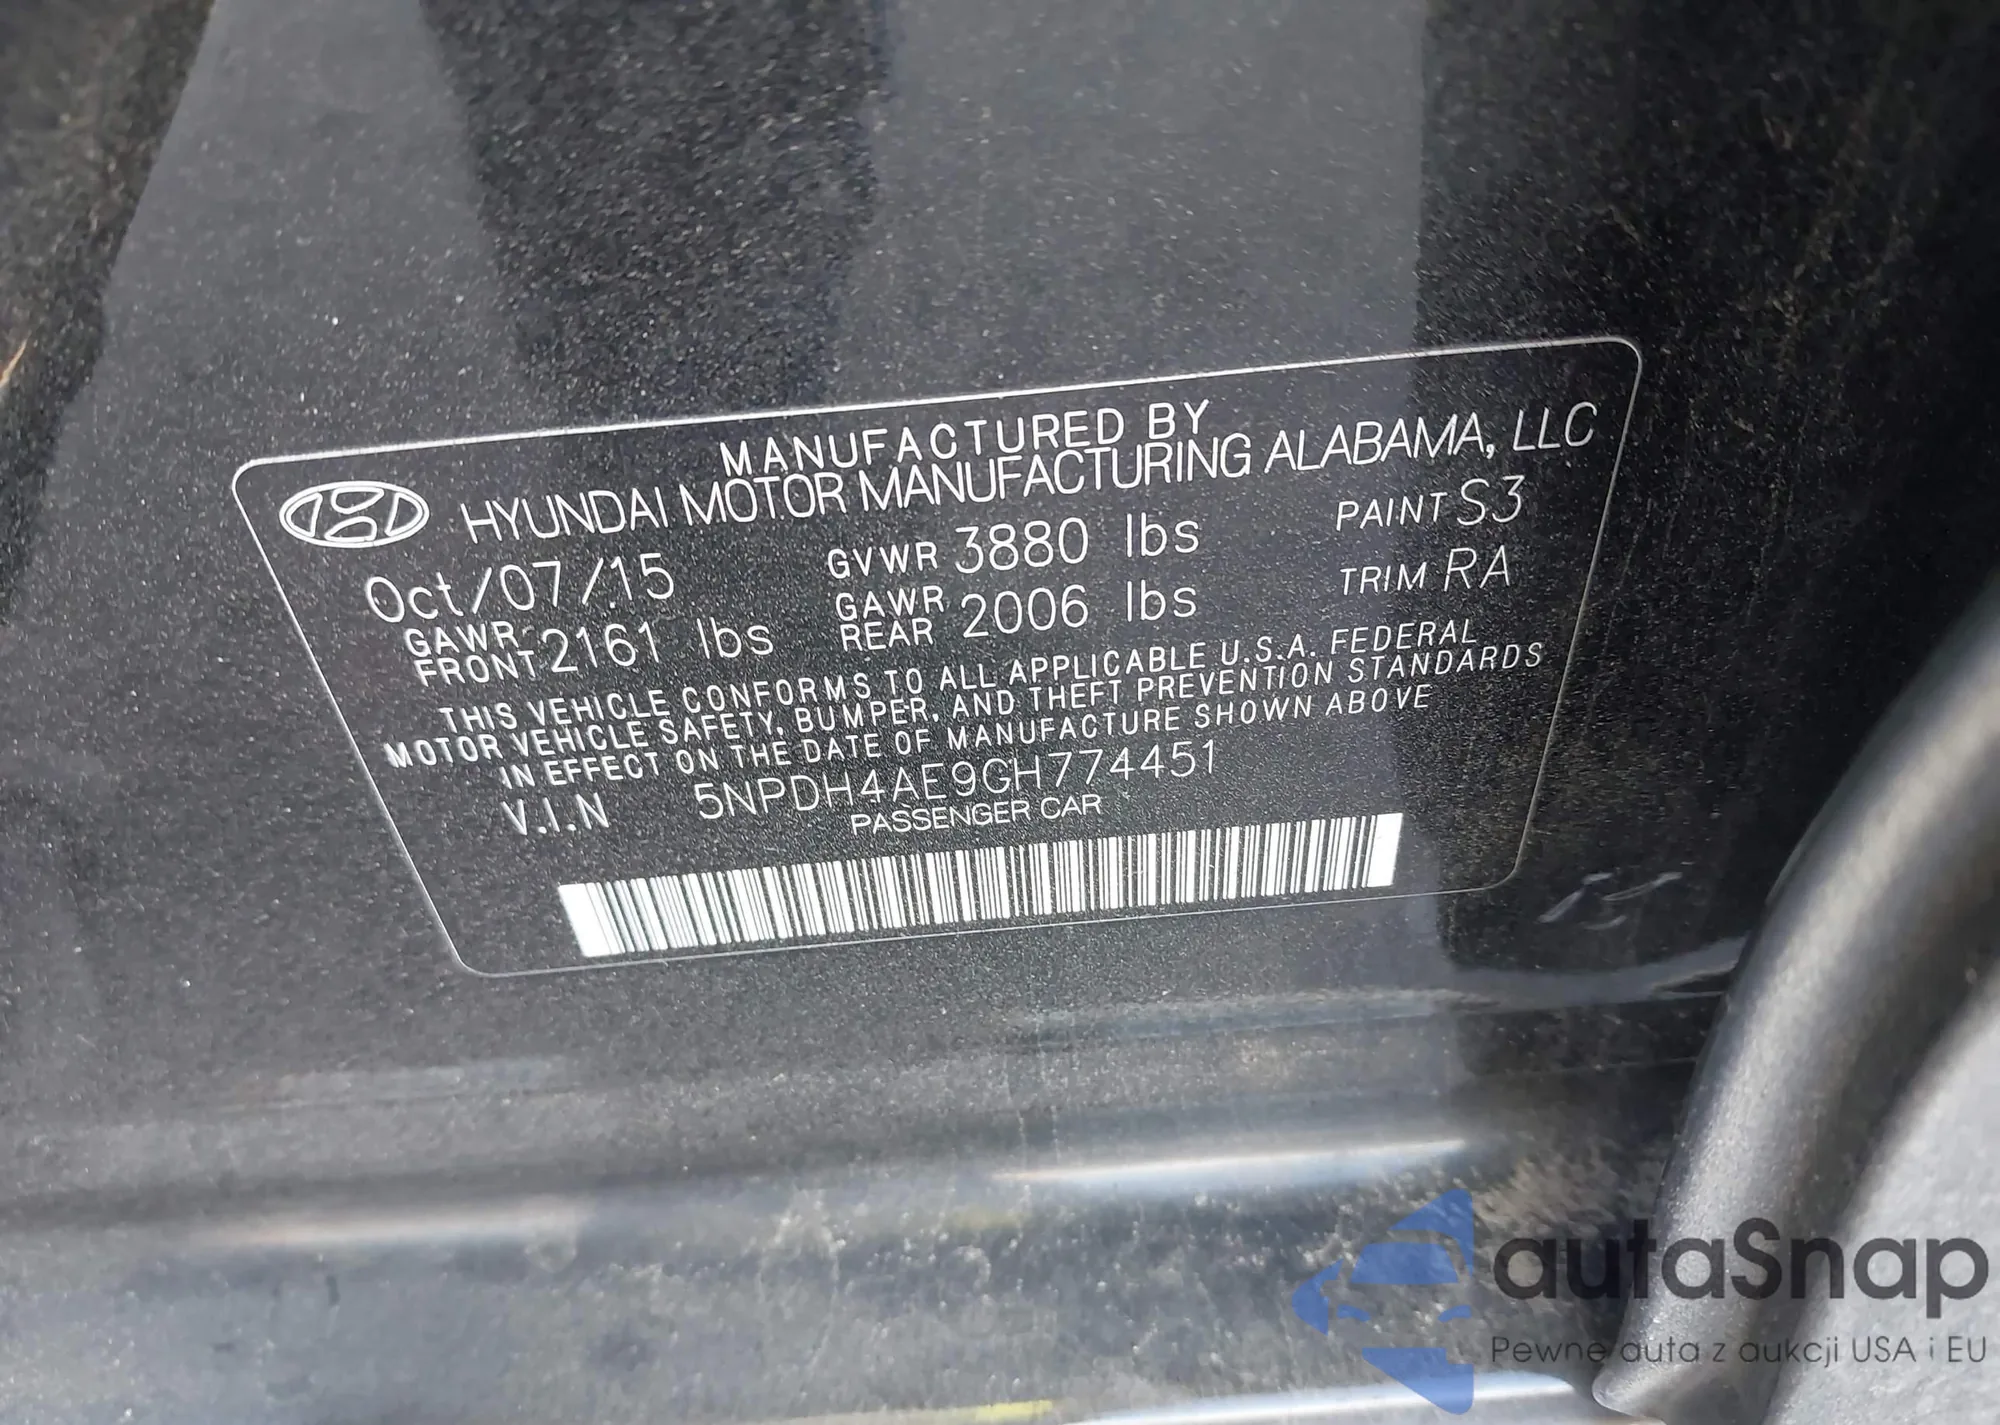 MANUFACTURED BY
HYUNDAI MOTOR MANUFACTURING ALABAMA, LLC
Oct/07/15 GVWR 3880 lbs PAINT S3
GAWR FRONT 2161 lbs GAWR REAR 2006 lbs TRIM RA
THIS VEHICLE CONFORMS TO ALL APPLICABLE U.S.A. FEDERAL
MOTOR VEHICLE SAFETY, BUMPER, AND THEFT PREVENTION STANDARDS
IN EFFECT ON THE DATE OF MANUFACTURE SHOWN ABOVE
V.I.N 5NPDH4AE9GH774451
PASSENGER CAR
autaSnap
Pewne auta z aukcji USA i EU